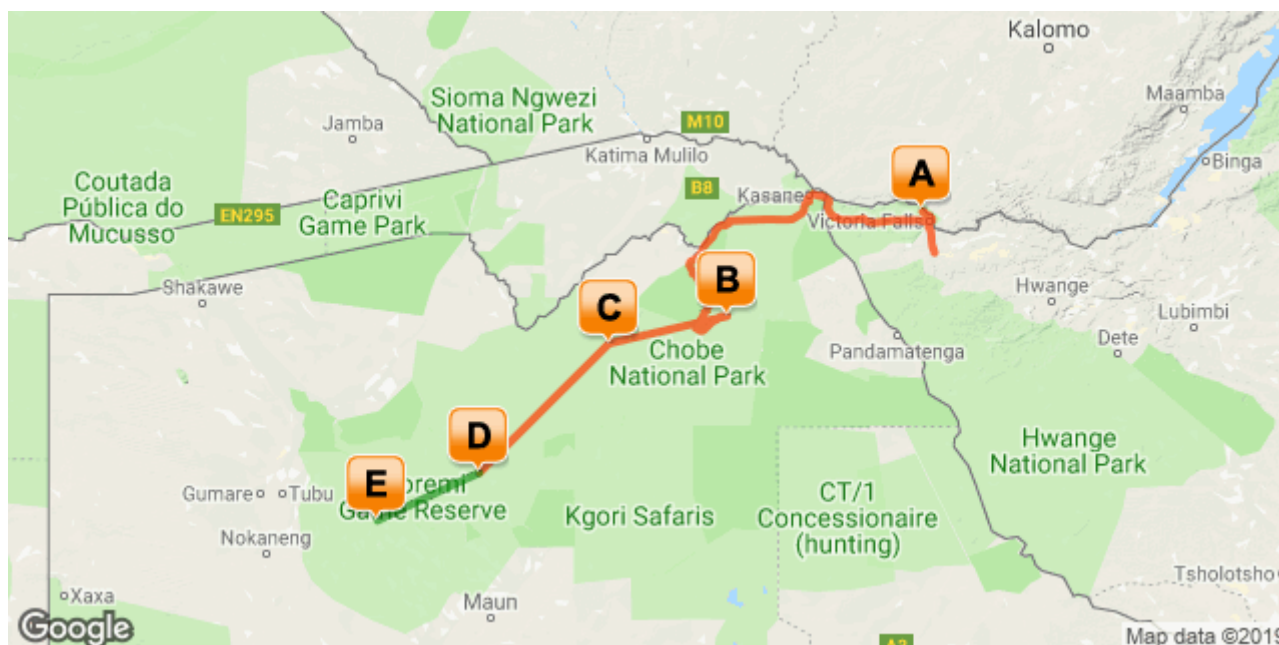 Kalomo
Maamba
Sioma Ngwezi
National Park
Jamba
M10
Katima Mulilo
Binga
A
Coutada
Pública do
Mucusso
EN295
Caprivi
Game Park
B8
Kasane
Victoria Falls
Shakawe
B
Hwange
Lubimbi
C
Dete
Chobe
National Park
Pandamatenga
D
Hwange
National Park
E
Moremi
Game Reserve
Gumare
Tubu
Kgori Safaris
CT/1
Concessionaire
(hunting)
Nokaneng
Tsholotsho
Xaxa
Maun
Google
A3
Map data ©2019